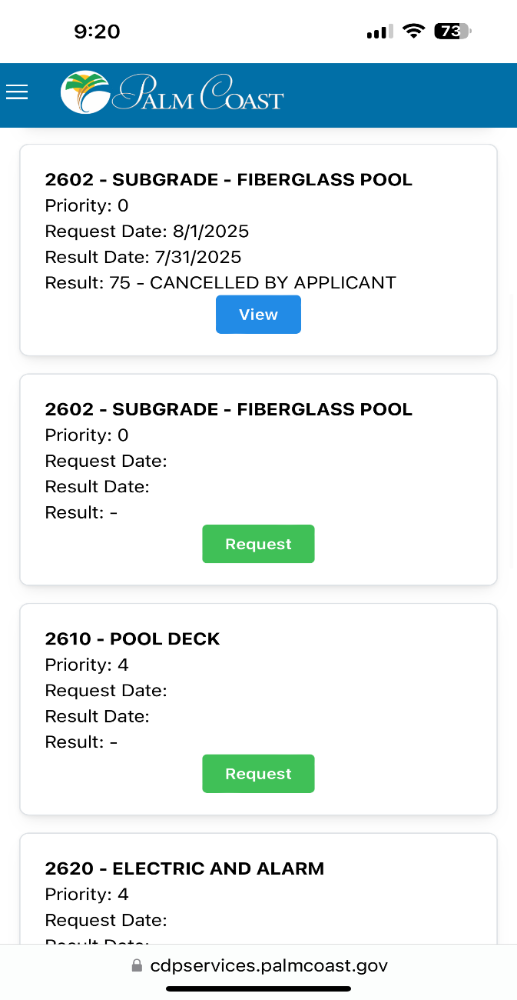 9:20
73
PALM COAST
2602 - SUBGRADE - FIBERGLASS POOL
Priority: 0
Request Date: 8/1/2025
Result Date: 7/31/2025
Result: 75 - CANCELLED BY APPLICANT
View
2602 - SUBGRADE - FIBERGLASS POOL
Priority: 0
Request Date:
Result Date:
Result: -
Request
2610 - POOL DECK
Priority: 4
Request Date:
Result Date:
Result: -
Request
2620 - ELECTRIC AND ALARM
Priority: 4
Request Date:
Result Date:
cdpservices.palmcoast.gov